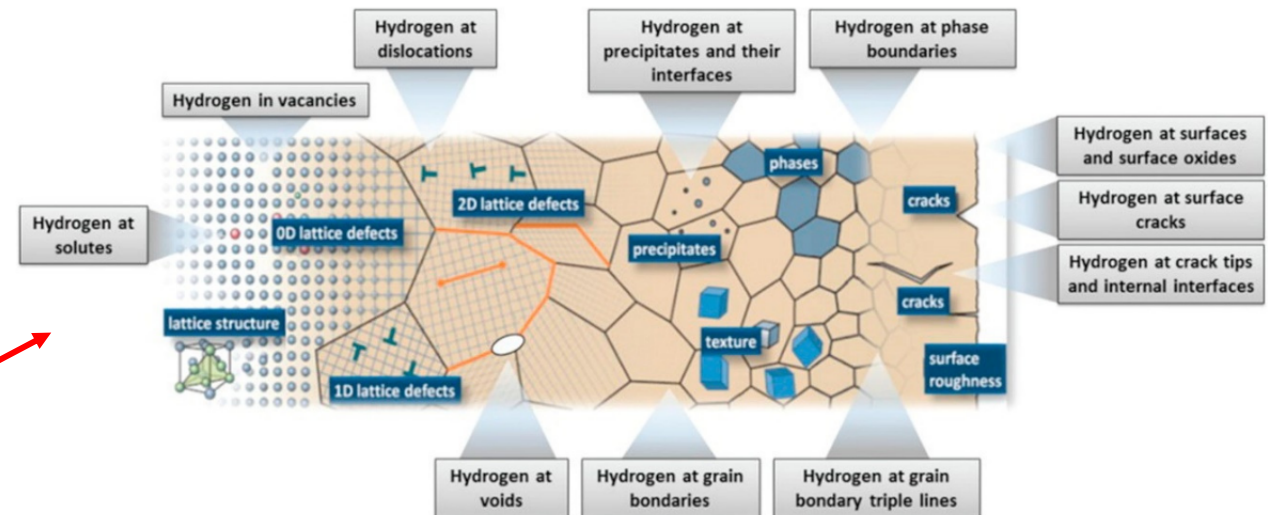 Hydrogen at
dislocations
Hydrogen at
precipitates and their
interfaces
Hydrogen at phase
boundaries
Hydrogen in vacancies
Hydrogen at surfaces
and surface oxides
Hydrogen at surface
cracks
Hydrogen at crack tips
and internal interfaces
Hydrogen at
solutes
phases
2D lattice defects
cracks
0D lattice defects
precipitates
cracks
lattice structure
texture
surface
roughness
1D lattice defects
Hydrogen at
voids
Hydrogen at grain
bondaries
Hydrogen at grain
bondary triple lines